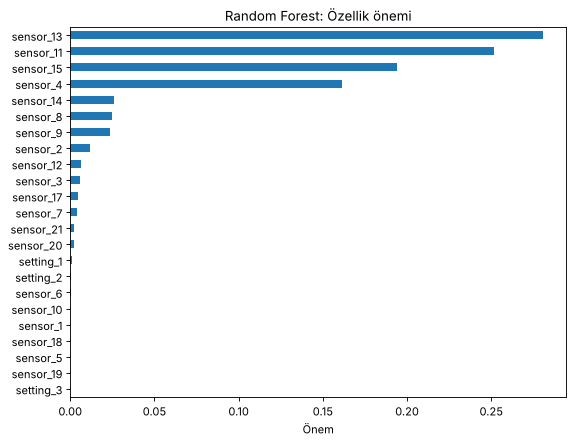 Random Forest: Özellik önemi
sensor_13
sensor_11
sensor_15
sensor_4
sensor_14
sensor_8
sensor_9
sensor_2
sensor_12
sensor_3
sensor_17
sensor_7
sensor_21
sensor_20
setting_1
setting_2
sensor_6
sensor_10
sensor_1
sensor_18
sensor_5
sensor_19
setting_3
0.00 0.05 0.10 0.15 0.20 0.25
Önem